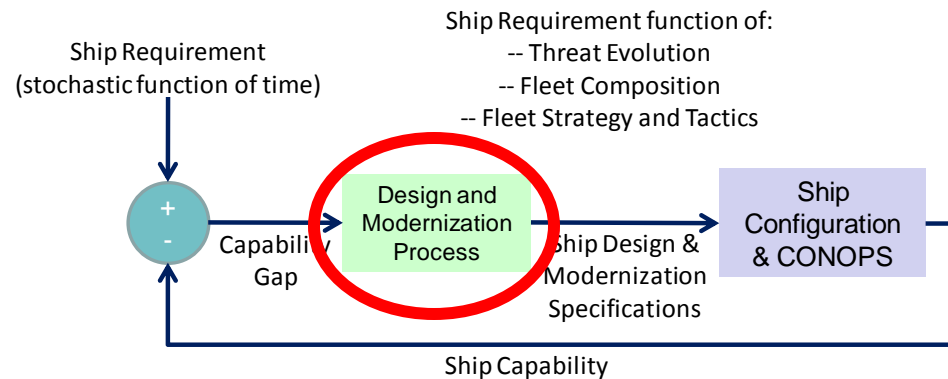 Ship Requirement
(stochastic function of time)
Ship Requirement function of:
-- Threat Evolution
-- Fleet Composition
-- Fleet Strategy and Tactics
+
-
Capability
Gap
Design and
Modernization
Process
Ship Design &
Modernization
Specifications
Ship
Configuration
& CONOPS
Ship Capability